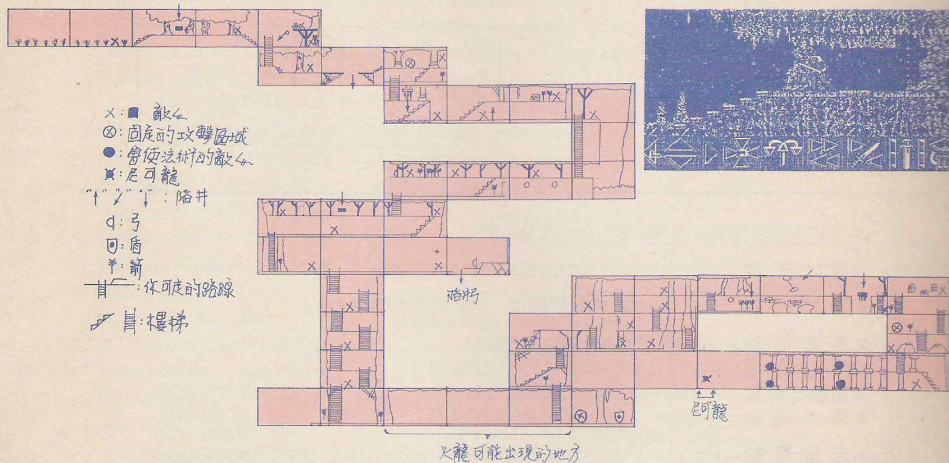 ×: ■ 敵人
⊗: 固定的攻擊區域
●: 會使法術的敵人
尼可龍
陷井
弓
盾
箭
你可走的路線
樓梯
陷井弓
尼可龍
火龍可能出現的地方